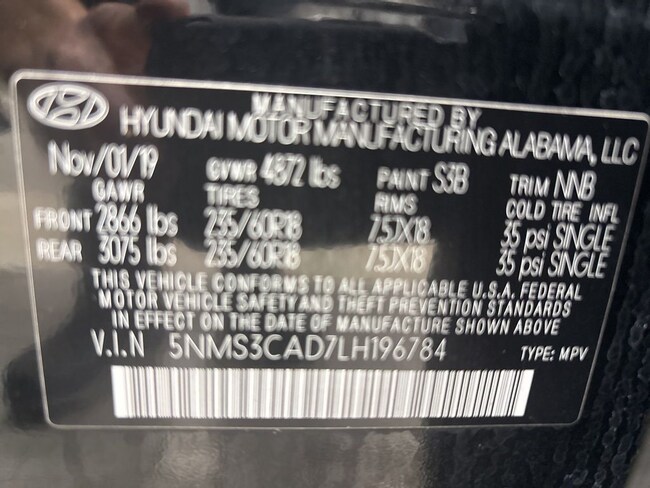 MANUFACTURED BY
HYUNDAI MOTOR MANUFACTURING ALABAMA, LLC
Nov/01/19 GVWR 4872 lbs PAINT S3B TRIM NNB
GAWR TIRES RIMS COLD TIRE INFL
FRONT 2866 lbs 235/60R18 7.5JX18 35 psi SINGLE
REAR 3075 lbs 235/60R18 7.5JX18 35 psi SINGLE
THIS VEHICLE CONFORMS TO ALL APPLICABLE U.S.A. FEDERAL
MOTOR VEHICLE SAFETY AND THEFT PREVENTION STANDARDS
IN EFFECT ON THE DATE OF MANUFACTURE SHOWN ABOVE
V.I.N 5NMS3CAD7LH196784 TYPE: MPV